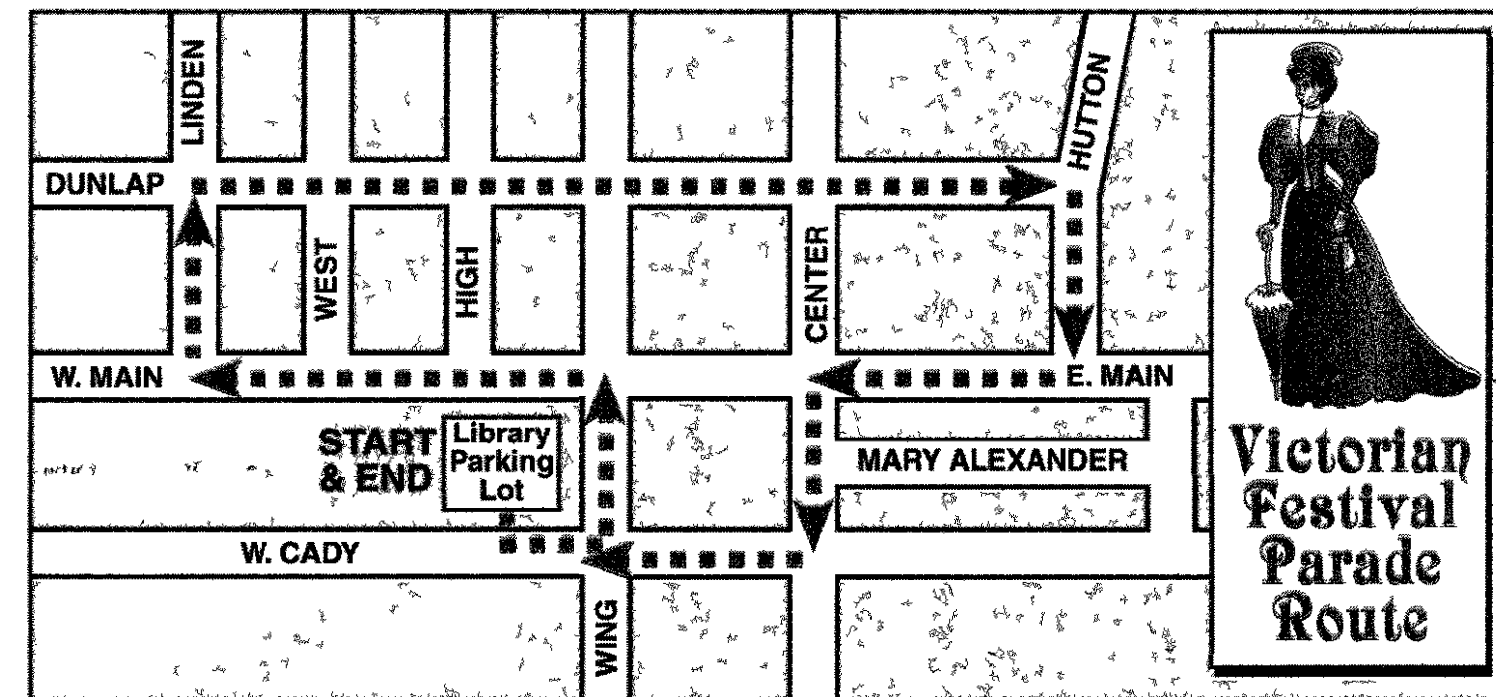 LINDEN
HUTTON
DUNLAP
WEST
HIGH
CENTER
W. MAIN
E. MAIN
START
& END
Library
Parking
Lot
MARY ALEXANDER
W. CADY
WING
Victorian
Festival
Parade
Route